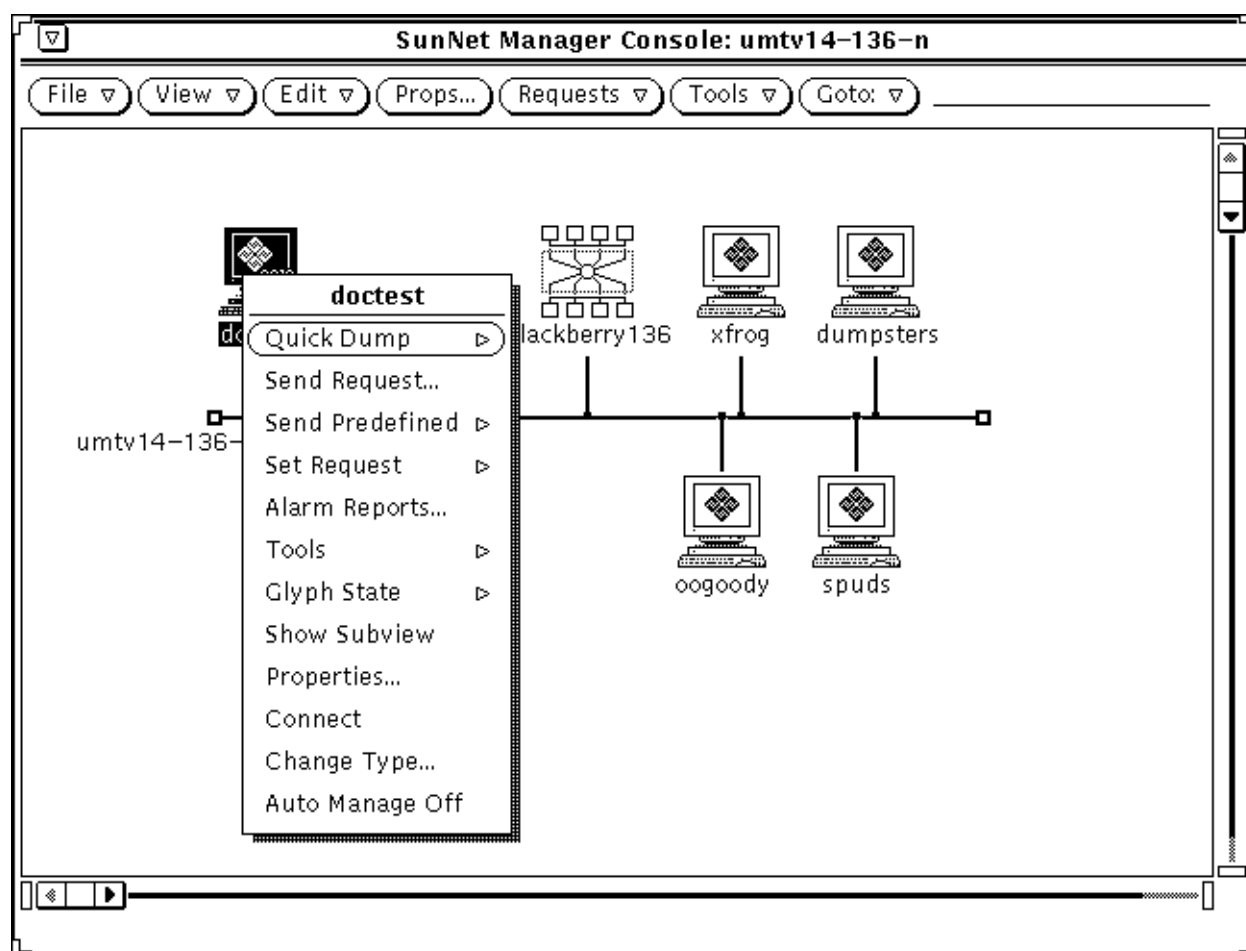 SunNet Manager Console: umtv14-136-n
File View Edit Props... Requests Tools Goto:
doctest
Quick Dump
Send Request...
Send Predefined
Set Request
Alarm Reports...
Tools
Glyph State
Show Subview
Properties...
Connect
Change Type...
Auto Manage Off
lackberry136 xfrog dumpsters
umtv14-136-
oogoody spuds